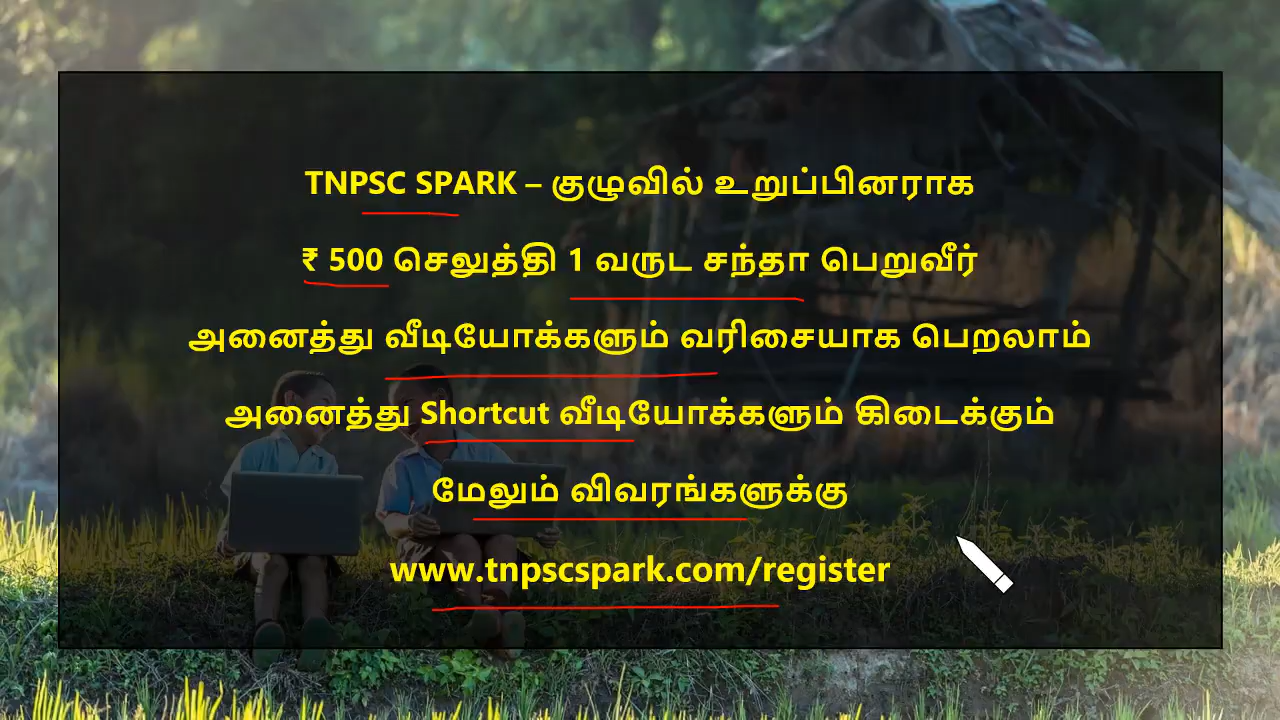 TNPSC SPARK – குழுவில் உறுப்பினராக
₹ 500 செலுத்தி 1 வருட சந்தா பெறுவீர்
அனைத்து வீடியோக்களும் வரிசையாக பெறலாம்
அனைத்து Shortcut வீடியோக்களும் கிடைக்கும்
மேலும் விவரங்களுக்கு
www.tnpscspark.com/register